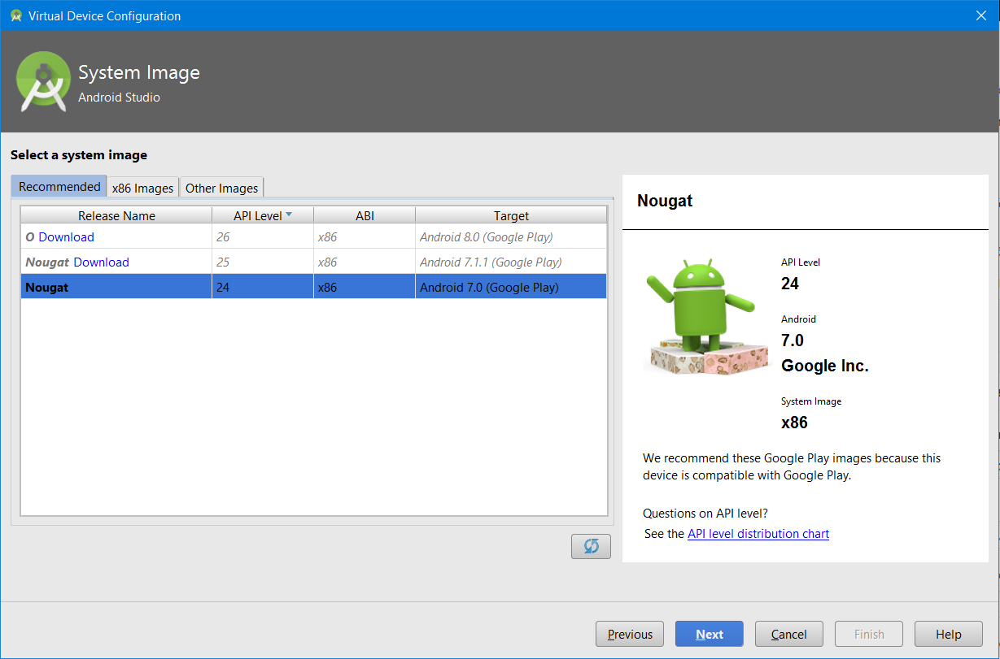 Virtual Device Configuration
System Image
Android Studio
Select a system image
Recommended x86 Images Other Images
Release Name API Level ABI Target
O Download 26 x86 Android 8.0 (Google Play)
Nougat Download 25 x86 Android 7.1.1 (Google Play)
Nougat 24 x86 Android 7.0 (Google Play)
Nougat
API Level
24
Android
7.0
Google Inc.
System Image
x86
We recommend these Google Play images because this
device is compatible with Google Play.
Questions on API level?
See the API level distribution chart
Previous Next Cancel Finish Help